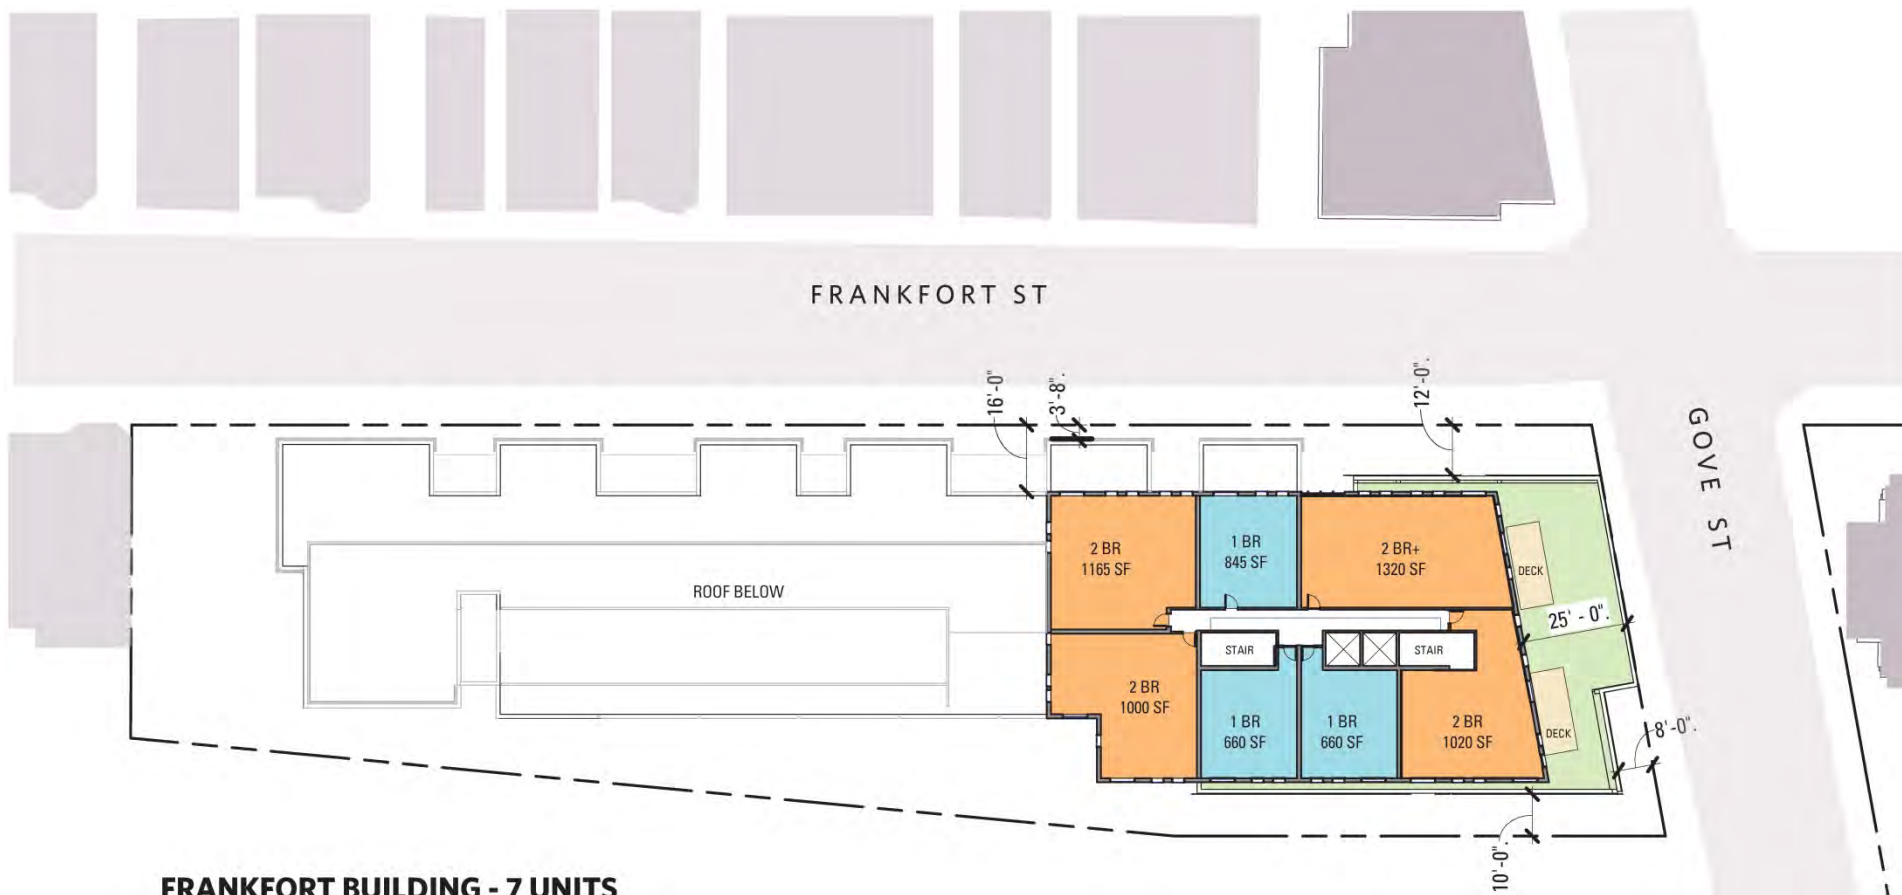 FRANKFORT ST
GOVE ST
16'-0"
3'-8".
12'-0".
2 BR
1165 SF
1 BR
845 SF
2 BR+
1320 SF
DECK
ROOF BELOW
25' - 0".
STAIR
STAIR
2 BR
1000 SF
1 BR
660 SF
1 BR
660 SF
2 BR
1020 SF
DECK
8'-0".
10'-0".
FRANKFORT BUILDING - 7 UNITS